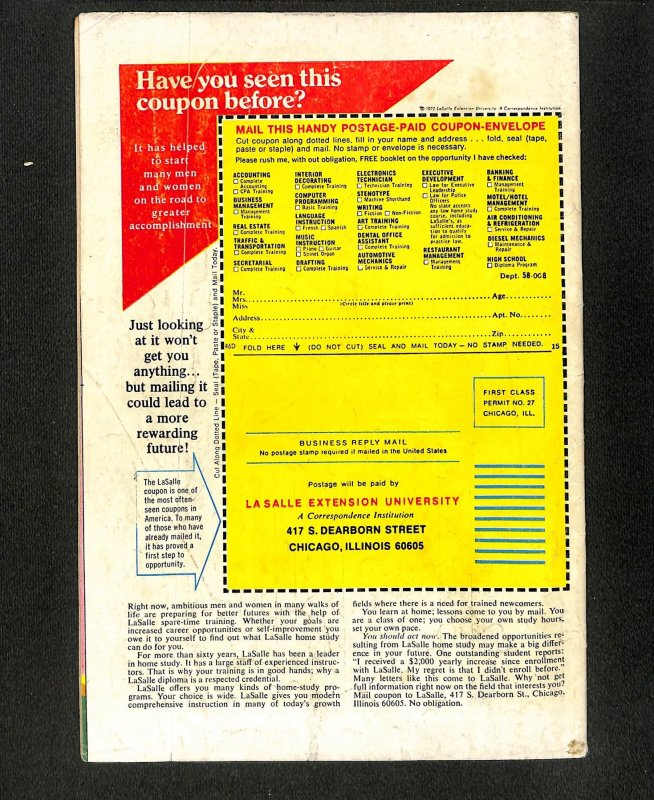 Have you seen this
coupon before?
© 1972 LaSalle Extension University, A Correspondence Institution
It has helped
to start
many men
and women
on the road to
greater
accomplishment
MAIL THIS HANDY POSTAGE-PAID COUPON-ENVELOPE
Cut coupon along dotted lines, fill in your name and address . . . fold, seal (tape,
paste or staple) and mail. No stamp or envelope is necessary.
Please rush me, with out obligation, FREE booklet on the opportunity I have checked:
ACCOUNTING
☐ Complete
Accounting
☐ CPA Training
BUSINESS
MANAGEMENT
☐ Management
Training
REAL ESTATE
☐ Complete Training
TRAFFIC &
TRANSPORTATION
☐ Complete Training
SECRETARIAL
☐ Complete Training
INTERIOR
DECORATING
☐ Complete Training
COMPUTER
PROGRAMMING
☐ Basic Training
LANGUAGE
INSTRUCTION
☐ French ☐ Spanish
MUSIC
INSTRUCTION
☐ Piano ☐ Guitar
☐ Spinet Organ
DRAFTING
☐ Complete Training
ELECTRONICS
TECHNICIAN
☐ Technician Training
STENOTYPE
☐ Machine Shorthand
WRITING
☐ Fiction ☐ Non-Fiction
ART TRAINING
☐ Complete Training
DENTAL OFFICE
ASSISTANT
☐ Complete Training
AUTOMOTIVE
MECHANICS
☐ Service & Repair
EXECUTIVE
DEVELOPMENT
☐ Law for Executive
Leadership
☐ Law for Police
Officers
No state accepts
any law home study
course, including
LaSalle's, as
sufficient educa-
tion to qualify
for admission to
practice law.
RESTAURANT
MANAGEMENT
☐ Management
Training
BANKING
& FINANCE
☐ Management
Training
MOTEL/HOTEL
MANAGEMENT
☐ Complete Training
AIR CONDITIONING
& REFRIGERATION
☐ Service & Repair
DIESEL MECHANICS
☐ Maintenance &
Repair
HIGH SCHOOL
☐ Diploma Program
Dept. 58-008
Mr.
Mrs. Age
Miss (Circle title and please print)
Address Apt. No.
City &
State Zip
46D FOLD HERE ↓ (DO NOT CUT) SEAL AND MAIL TODAY — NO STAMP NEEDED. 15
Cut Along Dotted Line — Seal (Tape, Paste or Staple) and Mail Today.
FIRST CLASS
PERMIT NO. 27
CHICAGO, ILL.
BUSINESS REPLY MAIL
No postage stamp required if mailed in the United States
Postage will be paid by
LA SALLE EXTENSION UNIVERSITY
A Correspondence Institution
417 S. DEARBORN STREET
CHICAGO, ILLINOIS 60605
Just looking
at it won't
get you
anything...
but mailing it
could lead to
a more
rewarding
future!
The LaSalle
coupon is one of
the most often-
seen coupons in
America. To many
of those who have
already mailed it,
it has proved a
first step to
opportunity.
Right now, ambitious men and women in many walks of
life are preparing for better futures with the help of
LaSalle spare-time training. Whether your goals are
increased career opportunities or self-improvement you
owe it to yourself to find out what LaSalle home study
can do for you.
For more than sixty years, LaSalle has been a leader
in home study. It has a large staff of experienced instruc-
tors. That is why your training is in good hands; why a
LaSalle diploma is a respected credential.
LaSalle offers you many kinds of home-study pro-
grams. Your choice is wide. LaSalle gives you modern
comprehensive instruction in many of today's growth
fields where there is a need for trained newcomers.
You learn at home; lessons come to you by mail. You
are a class of one; you choose your own study hours,
set your own pace.
You should act now. The broadened opportunities re-
sulting from LaSalle home study may make a big differ-
ence in your future. One outstanding student reports:
"I received a $2,000 yearly increase since enrollment
with LaSalle. My regret is that I didn't enroll before."
Many letters like this come to LaSalle. Why not get
full information right now on the field that interests you?
Mail coupon to LaSalle, 417 S. Dearborn St., Chicago,
Illinois 60605. No obligation.